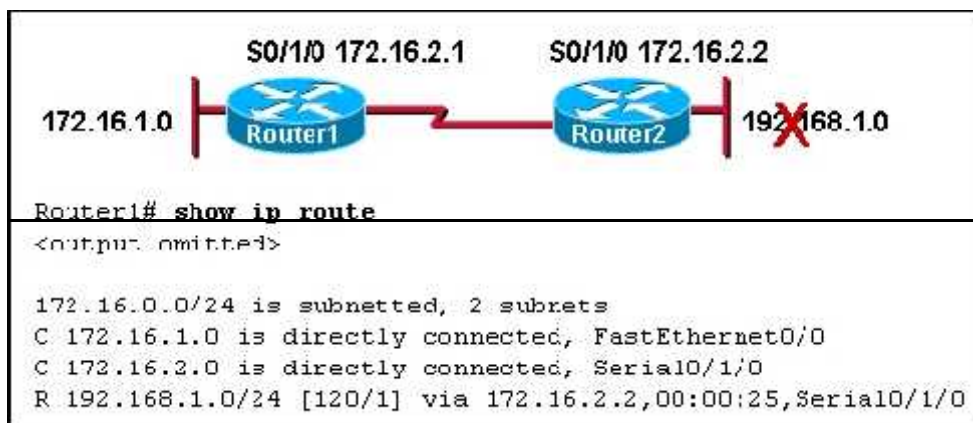 S0/1/0 172.16.2.1 S0/1/0 172.16.2.2
172.16.1.0 Router1 Router2 192.168.1.0
Router1# show ip route
<output omitted>
172.16.0.0/24 is subnetted, 2 subnets
C 172.16.1.0 is directly connected, FastEthernet0/0
C 172.16.2.0 is directly connected, Serial0/1/0
R 192.168.1.0/24 [120/1] via 172.16.2.2,00:00:25,Serial0/1/0